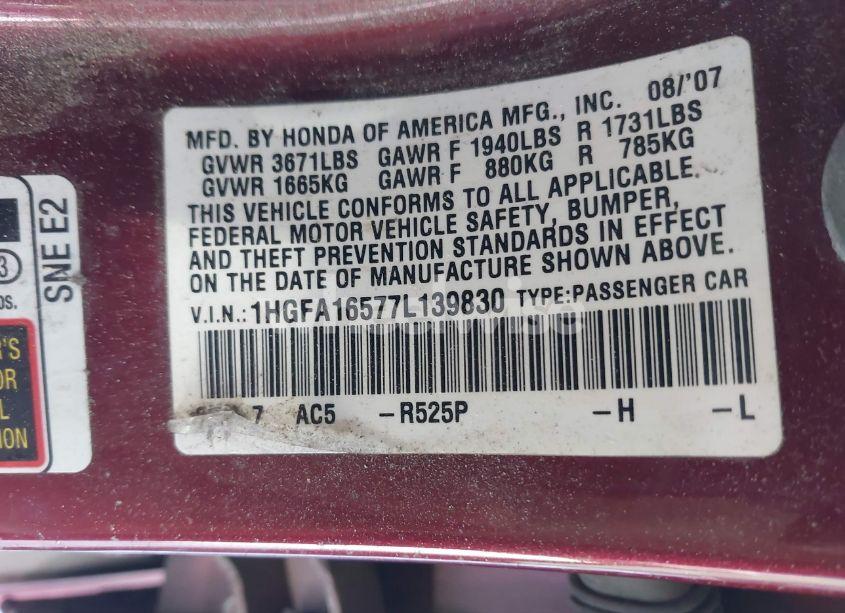 MFD. BY HONDA OF AMERICA MFG., INC. 08/'07
GVWR 3671LBS GAWR F 1940LBS R 1731LBS
GVWR 1665KG GAWR F 880KG R 785KG
THIS VEHICLE CONFORMS TO ALL APPLICABLE
FEDERAL MOTOR VEHICLE SAFETY, BUMPER,
AND THEFT PREVENTION STANDARDS IN EFFECT
ON THE DATE OF MANUFACTURE SHOWN ABOVE.
V.I.N.: 1HGFA16577L139830 TYPE:PASSENGER CAR
7 AC5 -R525P -H -L
SNE E2
3